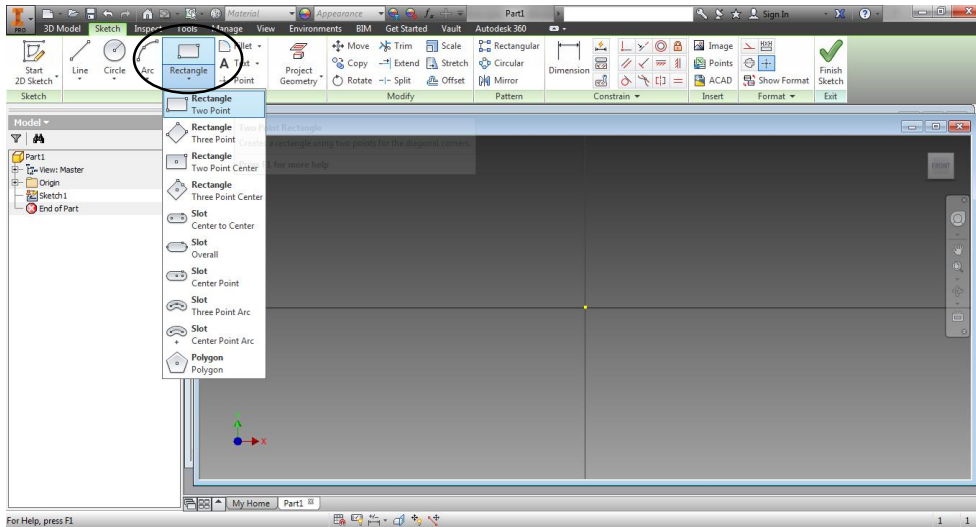 PRO
Material
Appearance
Part1
Sign In
3D Model Sketch Inspect Tools Manage View Environments BIM Get Started Vault Autodesk 360
Start
2D Sketch
Line
Circle
Arc
Rectangle
Fillet
Text
Point
Project
Geometry
Move Trim Scale
Copy Extend Stretch
Rotate Split Offset
Rectangular
Circular
Mirror
Dimension
Image
Points
ACAD
Show Format
Finish
Sketch
Sketch
Modify
Pattern
Constrain
Insert
Format
Exit
Rectangle
Two Point
Rectangle
Three Point
Rectangle
Two Point Center
Rectangle
Three Point Center
Slot
Center to Center
Slot
Overall
Slot
Center Point
Slot
Three Point Arc
Slot
Center Point Arc
Polygon
Polygon
Model
Part1
View: Master
Origin
Sketch1
End of Part
FRONT
X
My Home Part1
For Help, press F1
1 1